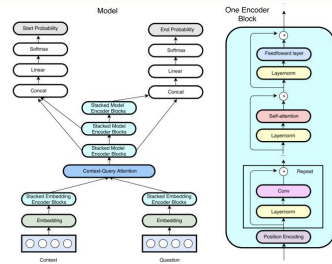 Model
One Encoder
Block
Start Probability
End Probability
Softmax
Softmax
Linear
Linear
Concat
Concat
Stacked Model
Encoder Blocks
Stacked Model
Encoder Blocks
Stacked Model
Encoder Blocks
Context-Query Attention
Stacked Embedding
Encoder Blocks
Stacked Embedding
Encoder Blocks
Embedding
Embedding
Context
Question
+
Feedfoward layer
Layernorm
+
Self-attention
Layernorm
+
Repeat
Conv
Layernorm
Position Encoding